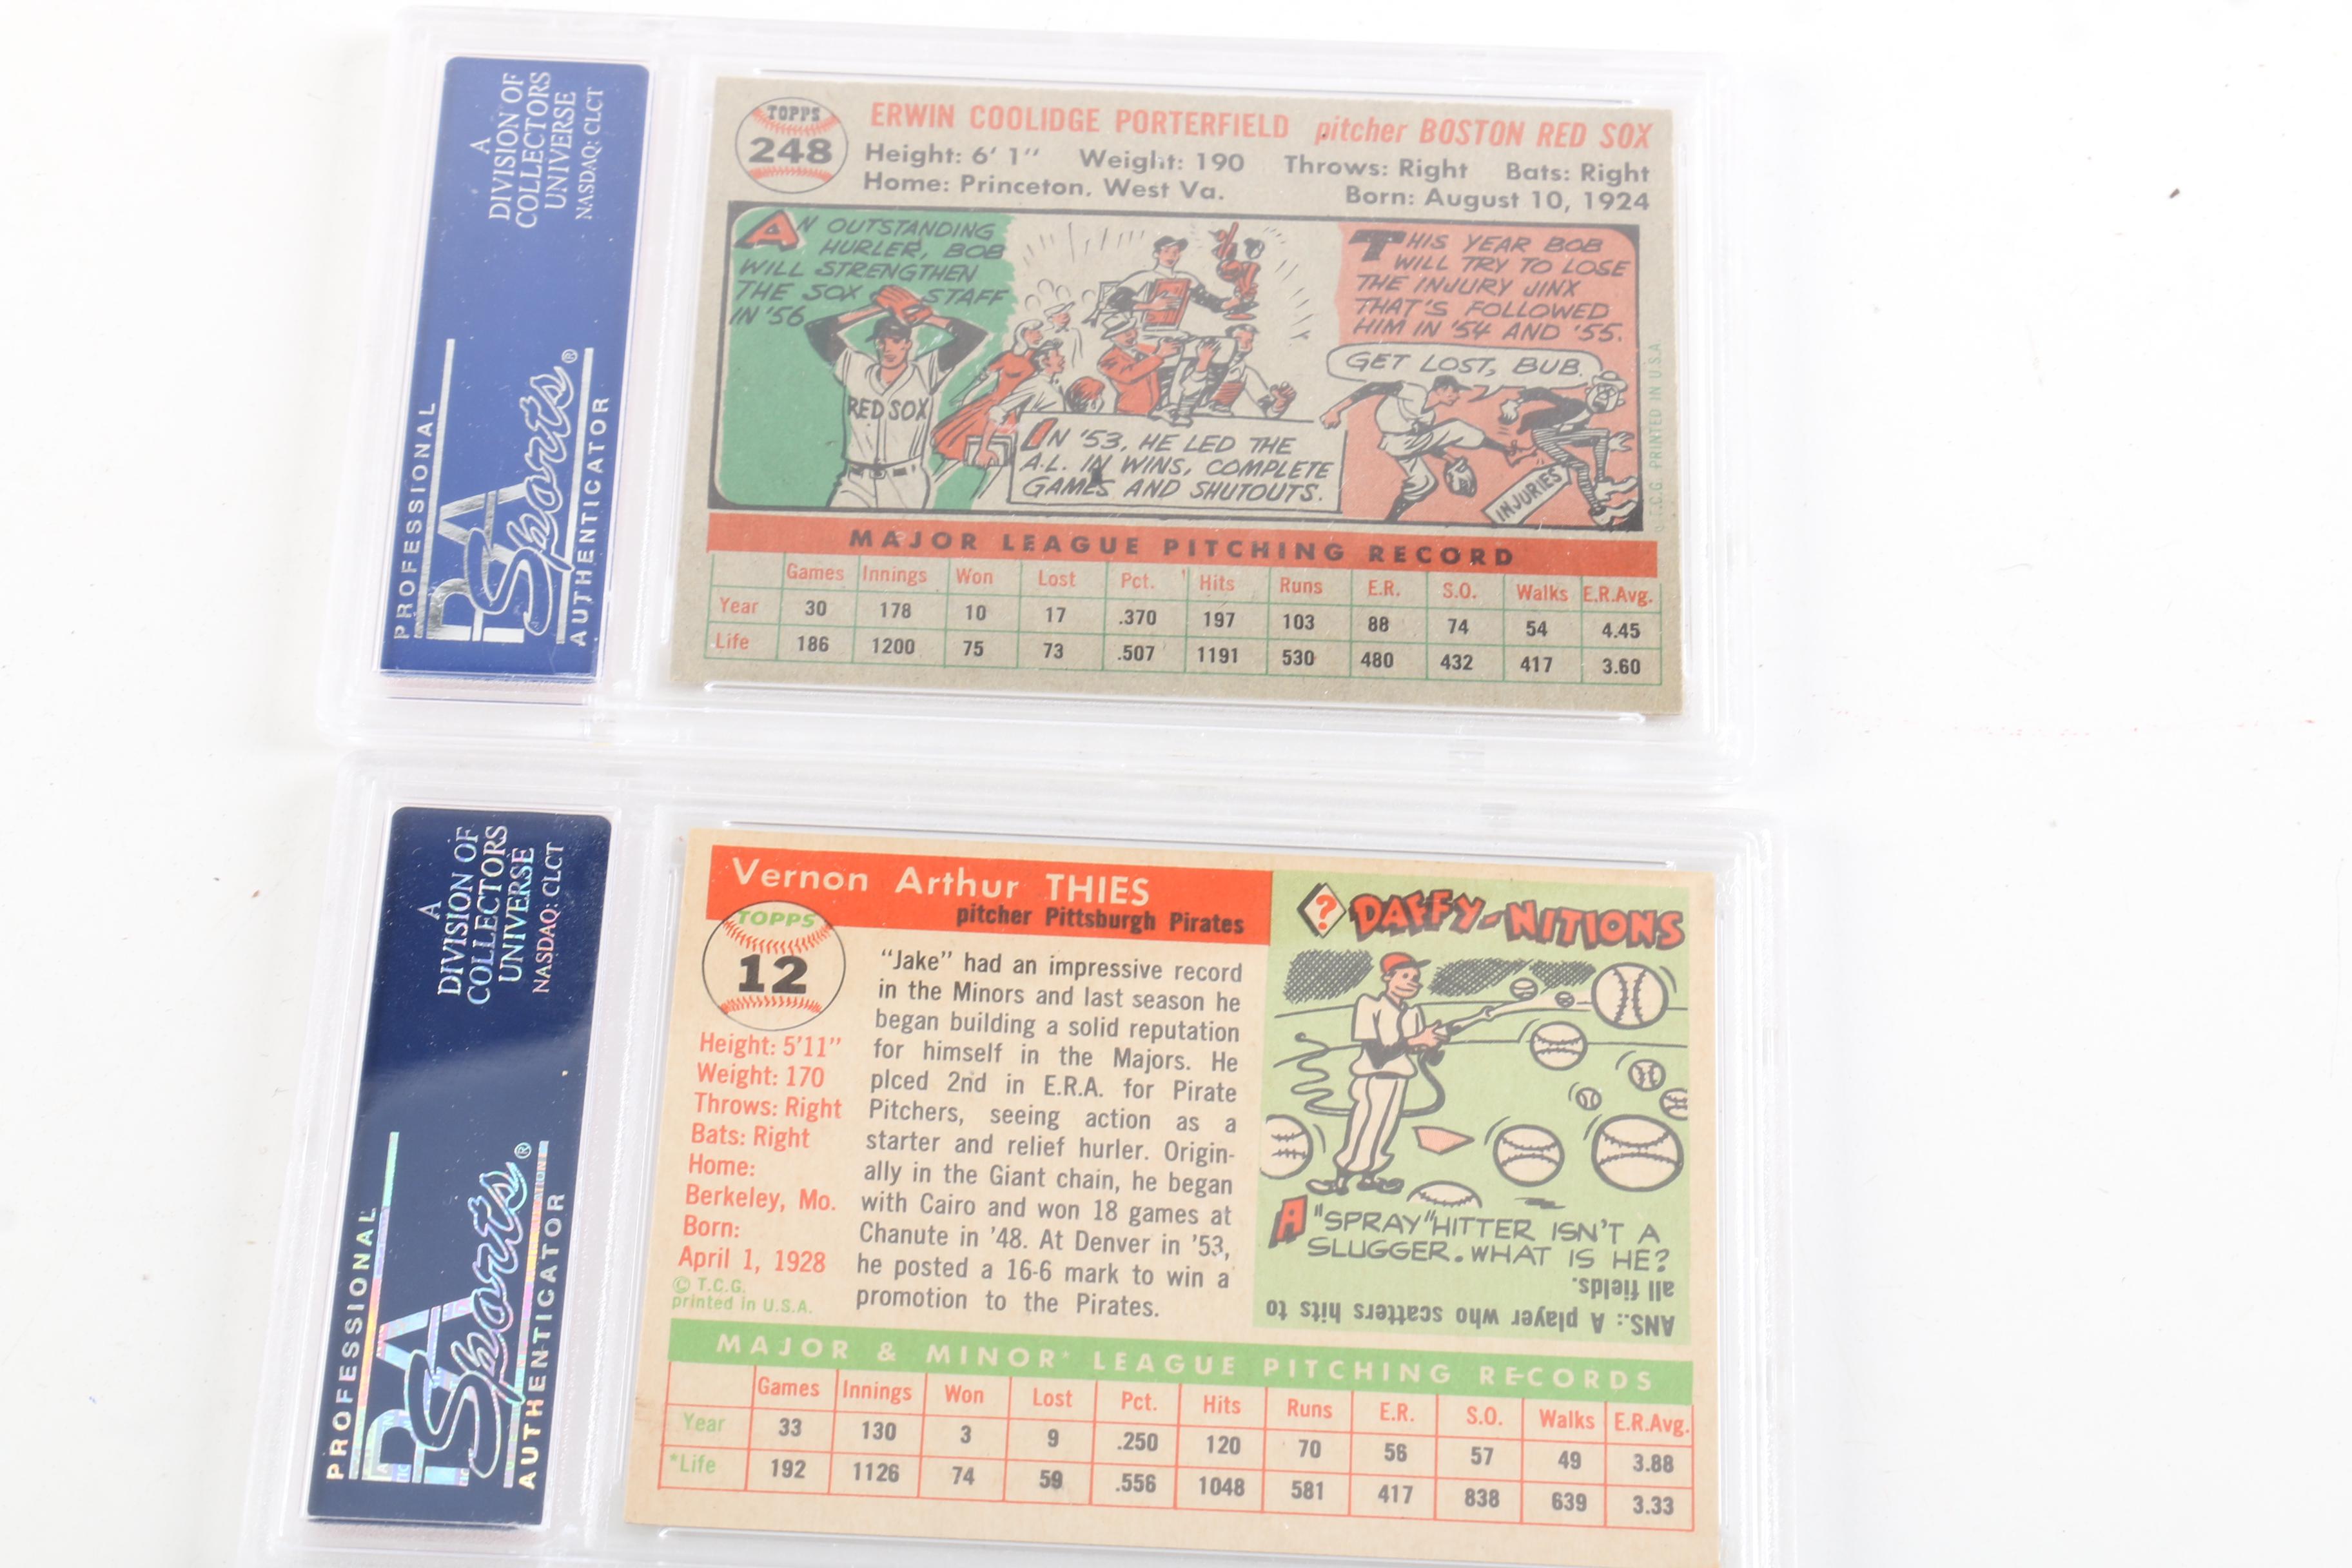 A
DIVISION OF
COLLECTORS
UNIVERSE
NASDAQ: CLCT
PROFESSIONAL
PSA
Sports®
AUTHENTICATOR
TOPPS
248
ERWIN COOLIDGE PORTERFIELD pitcher BOSTON RED SOX
Height: 6' 1" Weight: 190 Throws: Right Bats: Right
Home: Princeton, West Va. Born: August 10, 1924
AN OUTSTANDING
HURLER, BOB
WILL STRENGTHEN
THE SOX STAFF
IN '56
RED SOX
IN '53, HE LED THE
A.L. IN WINS, COMPLETE
GAMES AND SHUTOUTS.
THIS YEAR BOB
WILL TRY TO LOSE
THE INJURY JINX
THAT'S FOLLOWED
HIM IN '54 AND '55.
GET LOST, BUB.
INJURIES
T.C.G. PRINTED IN U.S.A.
MAJOR LEAGUE PITCHING RECORD
Games Innings Won Lost Pct. Hits Runs E.R. S.O. Walks E.R.Avg.
Year 30 178 10 17 .370 197 103 88 74 54 4.45
Life 186 1200 75 73 .507 1191 530 480 432 417 3.60
A
DIVISION OF
COLLECTORS
UNIVERSE
NASDAQ: CLCT
PROFESSIONAL
PSA
Sports®
AUTHENTICATOR
Vernon Arthur THIES
pitcher Pittsburgh Pirates
TOPPS
12
Height: 5'11"
Weight: 170
Throws: Right
Bats: Right
Home:
Berkeley, Mo.
Born:
April 1, 1928
© T.C.G.
printed in U.S.A.
"Jake" had an impressive record
in the Minors and last season he
began building a solid reputation
for himself in the Majors. He
plced 2nd in E.R.A. for Pirate
Pitchers, seeing action as a
starter and relief hurler. Origin-
ally in the Giant chain, he began
with Cairo and won 18 games at
Chanute in '48. At Denver in '53,
he posted a 16-6 mark to win a
promotion to the Pirates.
? DAFFY-NITIONS
A "SPRAY" HITTER ISN'T A
SLUGGER. WHAT IS HE?
ANS.: A player who scatters hits to
all fields.
MAJOR & MINOR* LEAGUE PITCHING RECORDS
Games Innings Won Lost Pct. Hits Runs E.R. S.O. Walks E.R.Avg.
Year 33 130 3 9 .250 120 70 56 57 49 3.88
*Life 192 1126 74 59 .556 1048 581 417 838 639 3.33